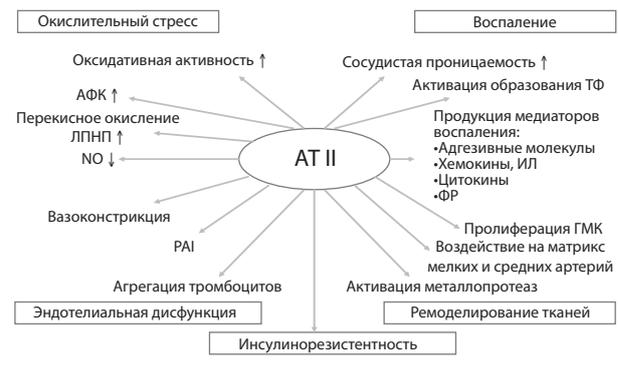 Окислительный стресс
Воспаление
Оксидативная активность ↑
Сосудистая проницаемость ↑
АФК ↑
Активация образования ТФ
Перекисное окисление
ЛПНП ↑
NO ↓
АТ II
Продукция медиаторов
воспаления:
•Адгезивные молекулы
•Хемокины, ИЛ
•Цитокины
•ФР
Вазоконстрикция
PAI
Агрегация тромбоцитов
Пролиферация ГМК
Воздействие на матрикс
мелких и средних артерий
Активация металлопротеаз
Эндотелиальная дисфункция
Ремоделирование тканей
Инсулинорезистентность